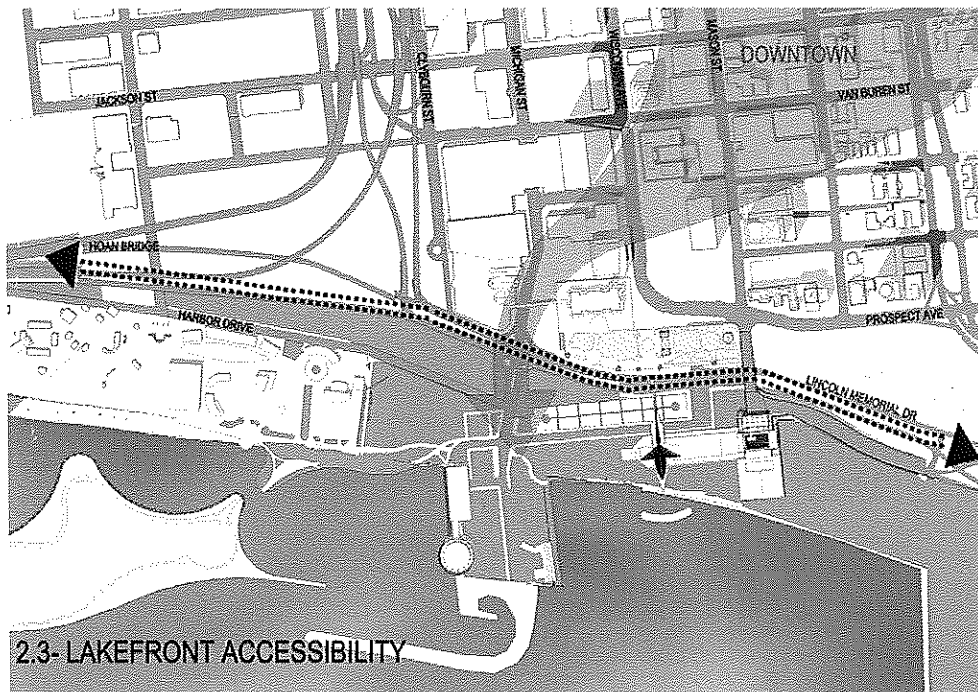 DOWNTOWN
CLYBOURN ST
MICHIGAN ST
WISCONSIN AVE
MASON ST
JACKSON ST
VAN BUREN ST
HOAN BRIDGE
HARBOR DRIVE
PROSPECT AVE
LINCOLN MEMORIAL DR
2.3- LAKEFRONT ACCESSIBILITY